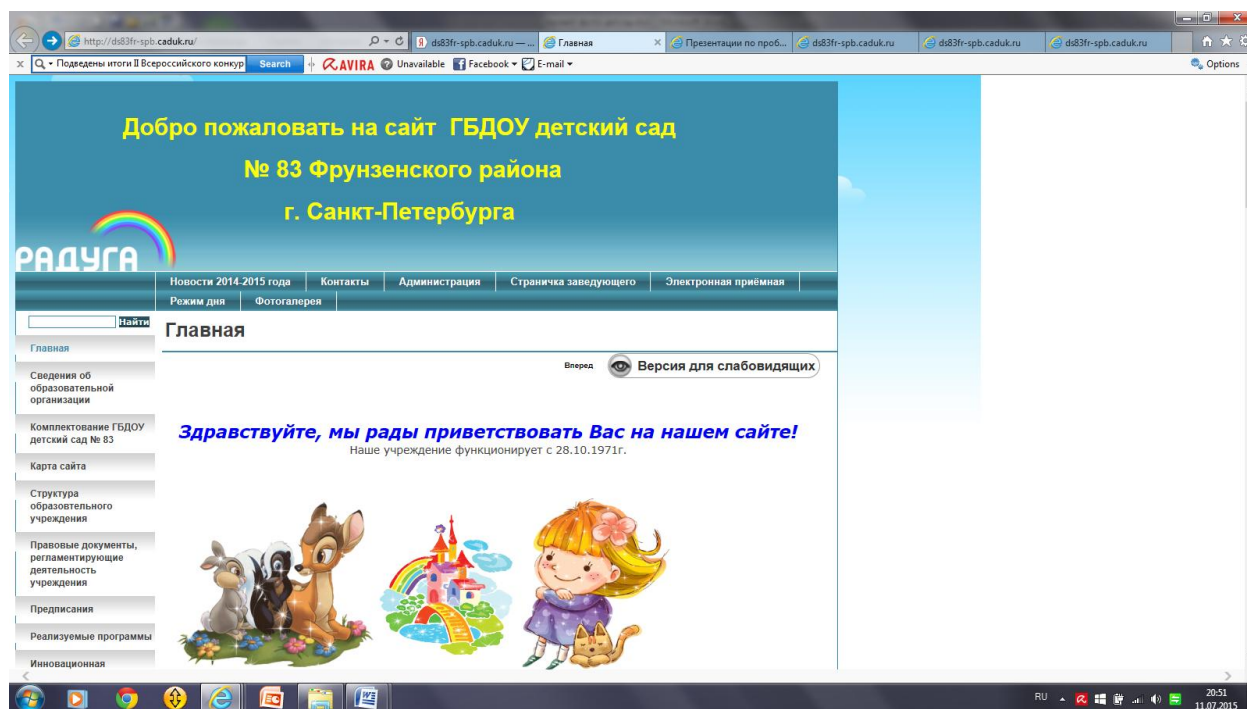 http://ds83fr-spb.caduk.ru/
ds83fr-spb.caduk.ru — ...
Главная
Презентации по проб...
ds83fr-spb.caduk.ru
ds83fr-spb.caduk.ru
ds83fr-spb.caduk.ru
Подведены итоги II Всероссийского конкур
Search
AVIRA
Unavailable
Facebook
E-mail
Options
Добро пожаловать на сайт ГБДОУ детский сад
№ 83 Фрунзенского района
г. Санкт-Петербурга
РАДУГА
Новости 2014-2015 года
Контакты
Администрация
Страничка заведующего
Электронная приёмная
Режим дня
Фотогалерея
Найти
Главная
Сведения об
образовательной
организации
Комплектование ГБДОУ
детский сад № 83
Карта сайта
Структура
образовтельного
учреждения
Правовые документы,
регламентирующие
деятельность
учреждения
Предписания
Реализуемые программы
Инновационная
Главная
Вперед
Версия для слабовидящих
Здравствуйте, мы рады приветствовать Вас на нашем сайте!
Наше учреждение функционирует с 28.10.1971г.
RU
20:51
11.07.2015